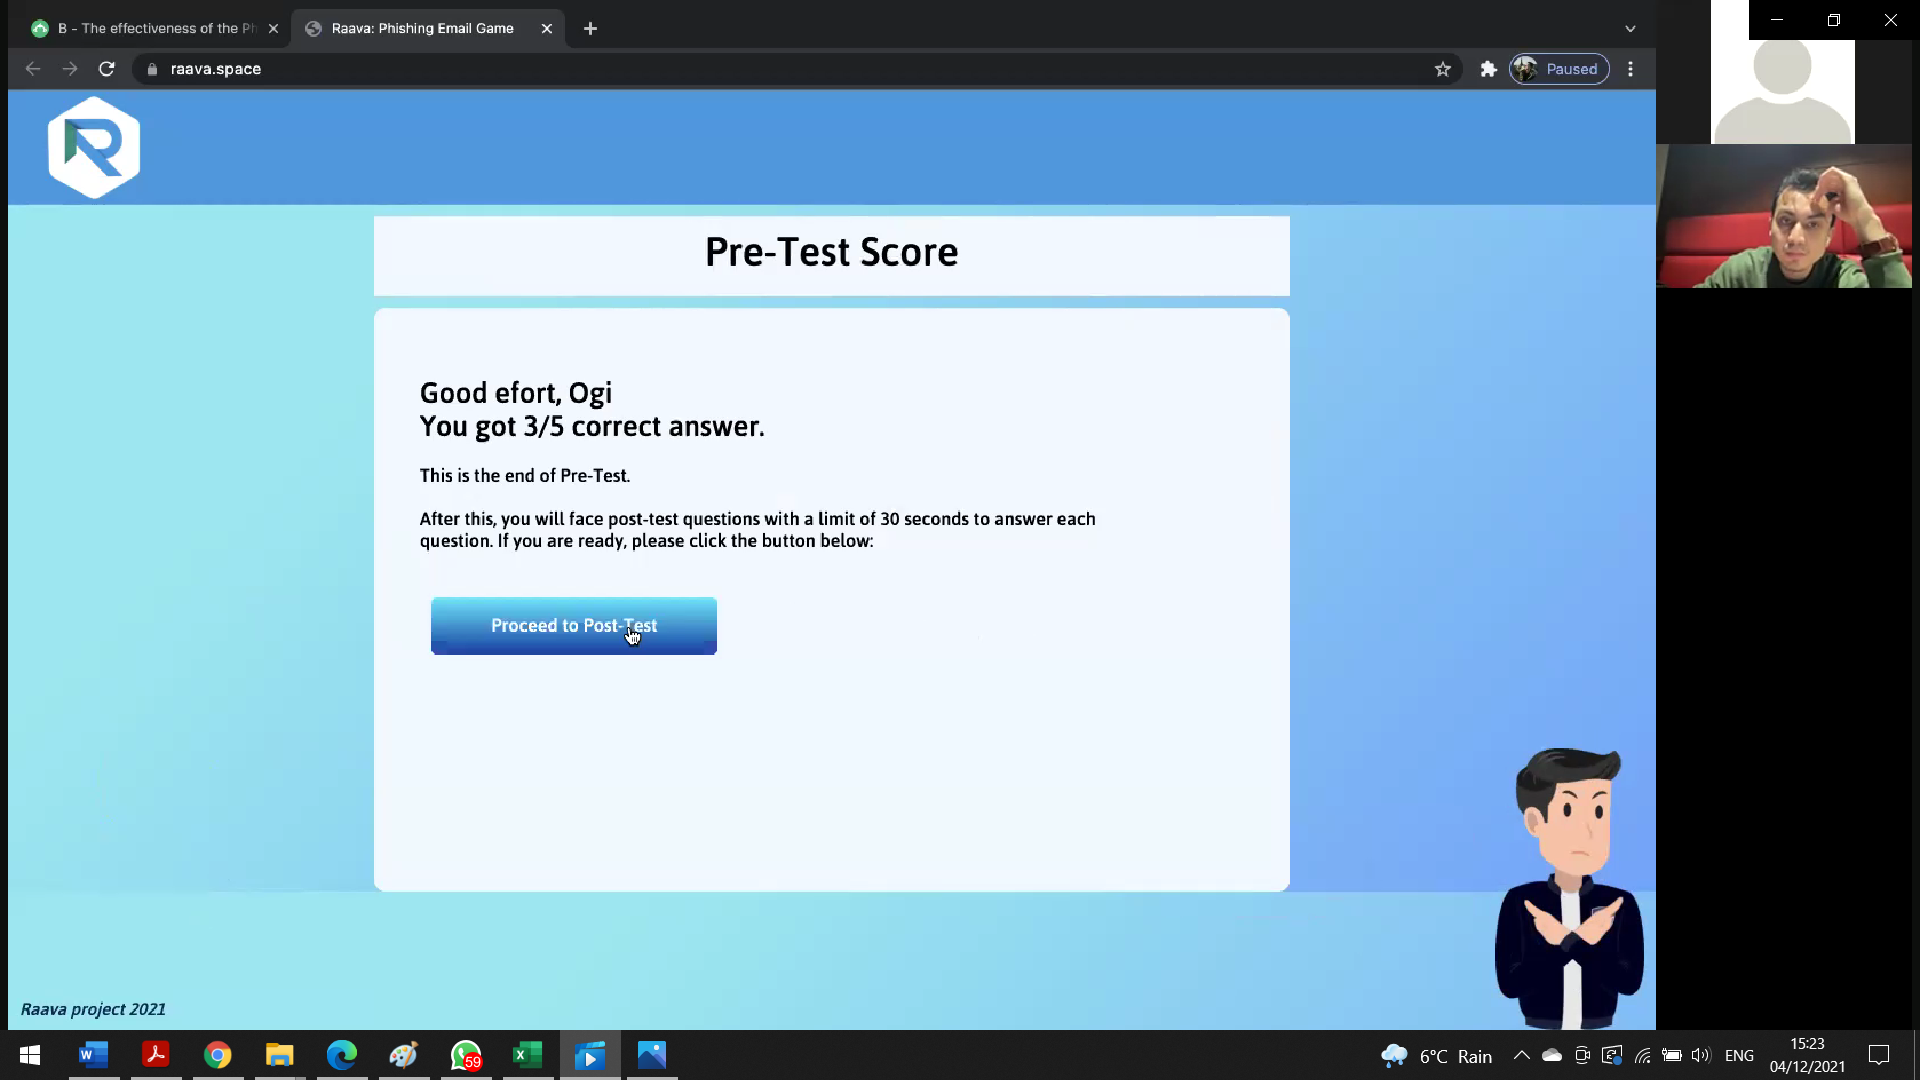 B - The effectiveness of the Ph
Raava: Phishing Email Game
raava.space
Paused
R
Pre-Test Score
Good efort, Ogi
You got 3/5 correct answer.
This is the end of Pre-Test.
After this, you will face post-test questions with a limit of 30 seconds to answer each
question. If you are ready, please click the button below:
Proceed to Post-Test
Raava project 2021
59
6°C Rain
ENG
15:23
04/12/2021